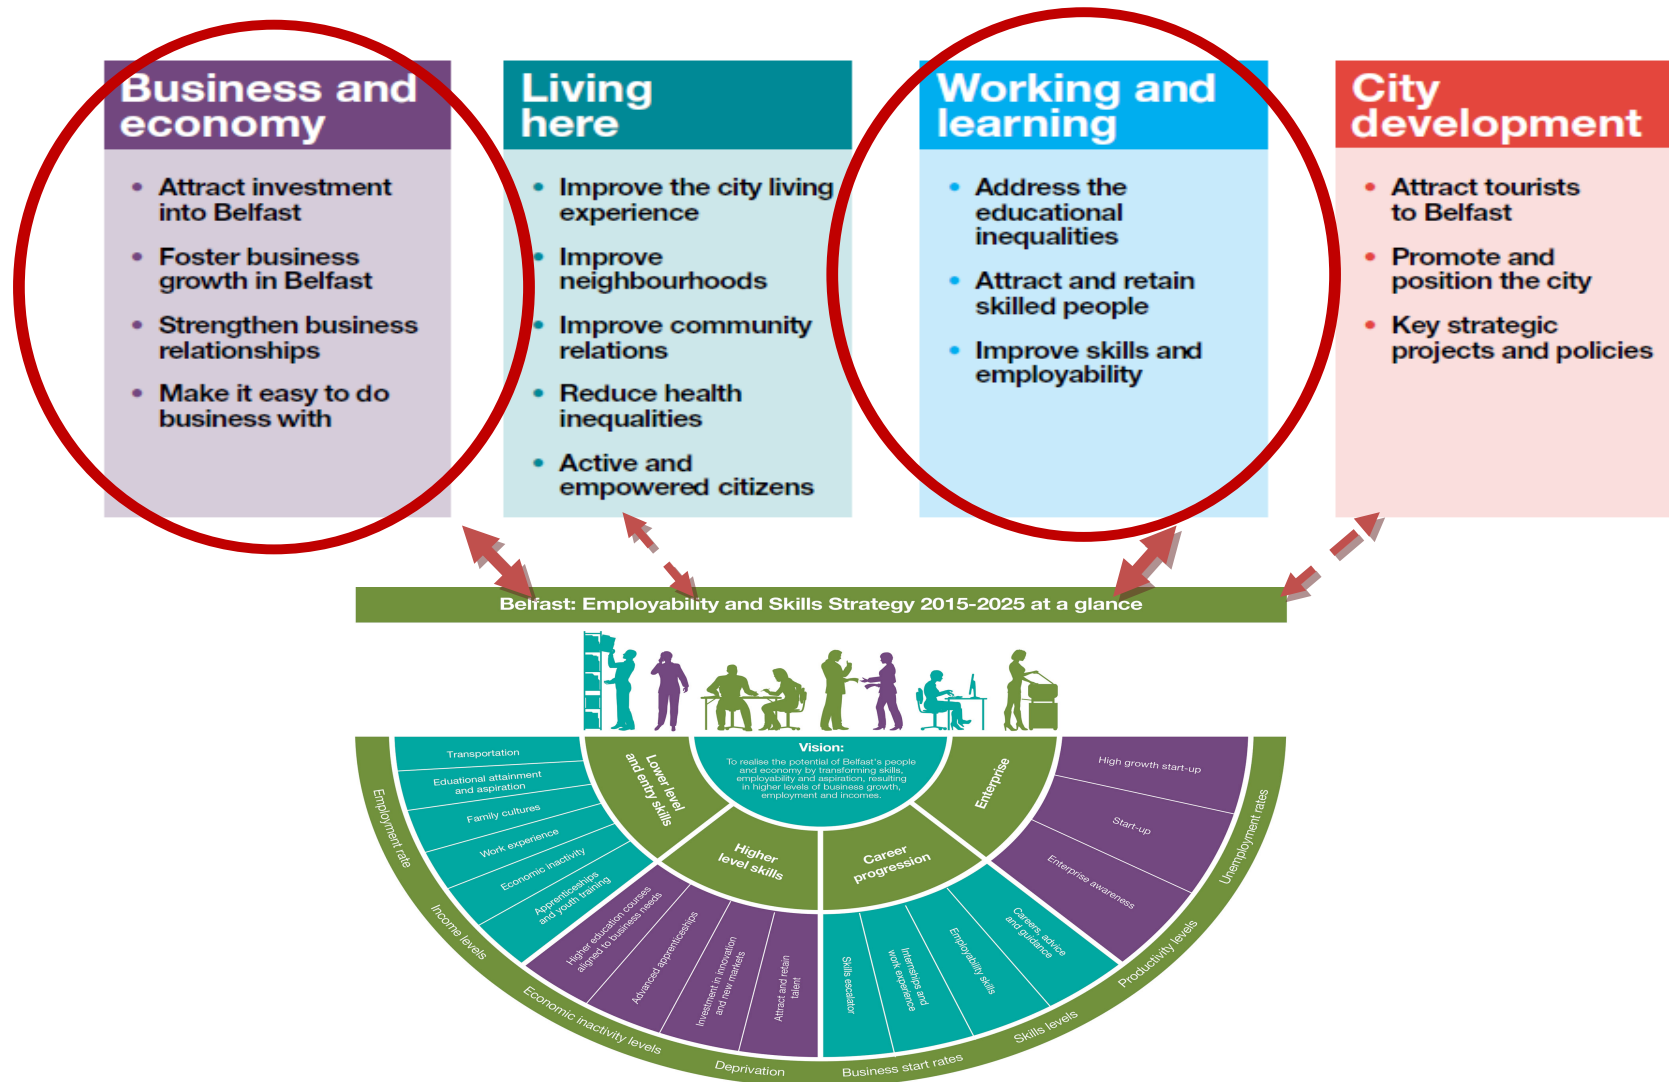 Business and
economy
• Attract investment
into Belfast
• Foster business
growth in Belfast
• Strengthen business
relationships
• Make it easy to do
business with
Living
here
• Improve the city living
experience
• Improve
neighbourhoods
• Improve community
relations
• Reduce health
inequalities
• Active and
empowered citizens
Working and
learning
• Address the
educational
inequalities
• Attract and retain
skilled people
• Improve skills and
employability
City
development
• Attract tourists
to Belfast
• Promote and
position the city
• Key strategic
projects and policies
Belfast: Employability and Skills Strategy 2015-2025 at a glance
Vision:
To realise the potential of Belfast's people
and economy by transforming skills,
employability and aspiration, resulting
in higher levels of business growth,
employment and incomes.
Lower level
and entry skills
Higher
level skills
Career
progression
Enterprise
Transportation
Eduational attainment
and aspiration
Family cultures
Work experience
Economic inactivity
Apprenticeships
and youth training
Higher education courses
aligned to business needs
Advanced apprenticeships
Investment in innovation
and new markets
Attract and retain
talent
Skills escalator
Internships and
work experience
Employability skills
Careers, advice
and guidance
Enterprise awareness
Start-up
High growth start-up
Employment rate
Income levels
Economic inactivity levels
Deprivation
Business start rates
Skills levels
Productivity levels
Unemployment rates